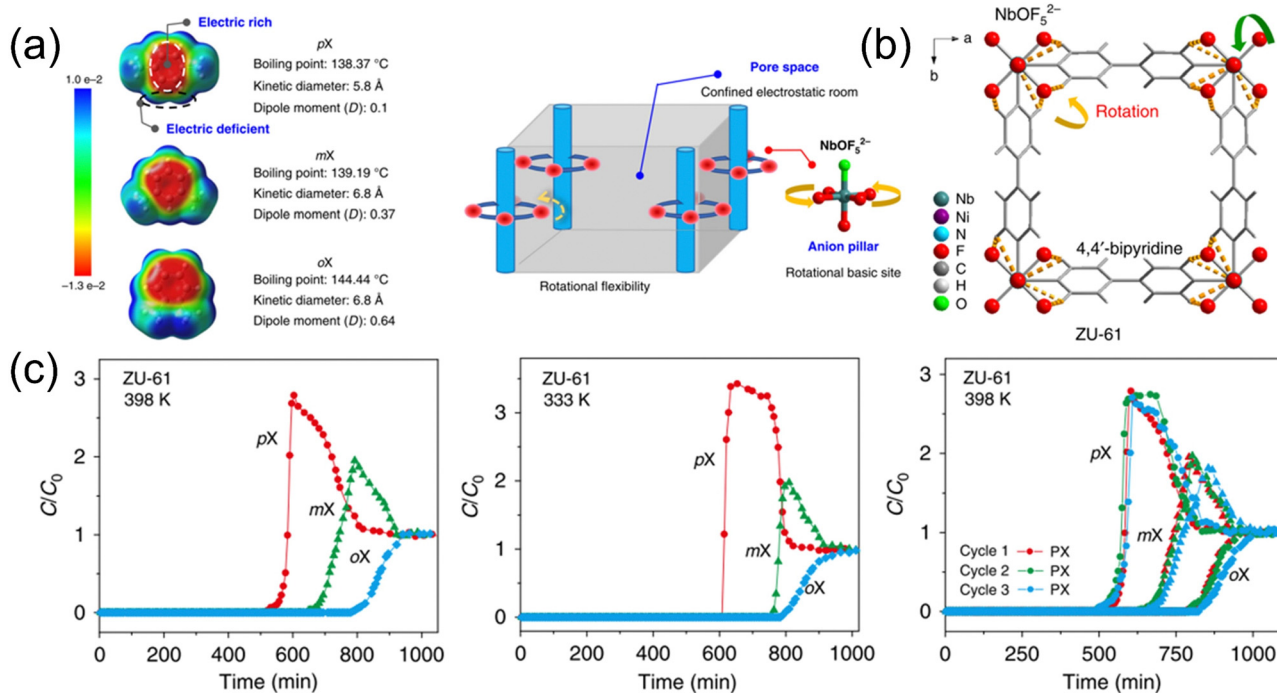 (a)
Electric rich
1.0 e−2
−1.3 e−2
Electric deficient
pX
Boiling point: 138.37 °C
Kinetic diameter: 5.8 Å
Dipole moment (D): 0.1
mX
Boiling point: 139.19 °C
Kinetic diameter: 6.8 Å
Dipole moment (D): 0.37
oX
Boiling point: 144.44 °C
Kinetic diameter: 6.8 Å
Dipole moment (D): 0.64
Pore space
Confined electrostatic room
NbOF₅²⁻
Anion pillar
Rotational basic site
Rotational flexibility
(b)
NbOF₅²⁻
a
b
Rotation
Nb
Ni
N
F
C
H
O
4,4′-bipyridine
ZU-61
(c)
ZU-61
398 K
pX
mX
oX
C/C₀
0
1
2
3
0 200 400 600 800 1000
Time (min)
ZU-61
333 K
pX
mX
oX
C/C₀
0
1
2
3
0 200 400 600 800 1000
Time (min)
ZU-61
398 K
pX
mX
oX
Cycle 1 PX
Cycle 2 PX
Cycle 3 PX
C/C₀
0
1
2
3
0 250 500 750 1000
Time (min)